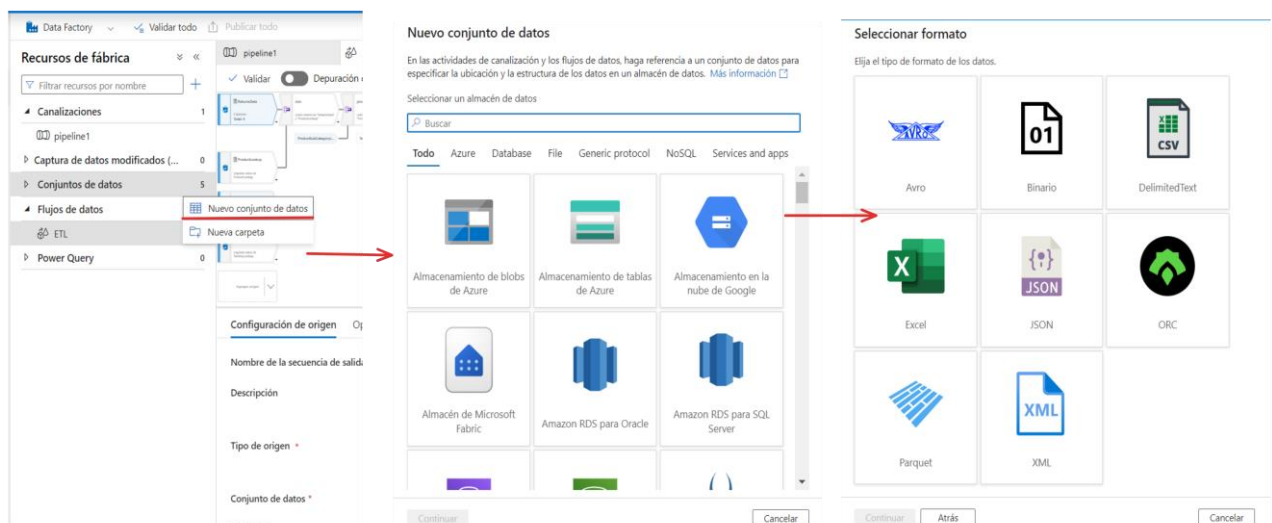 Data Factory
Validar todo
Publicar todo
Recursos de fábrica
Filtrar recursos por nombre
Canalizaciones 1
pipeline1
Captura de datos modificados (... 0
Conjuntos de datos 5
Flujos de datos
ETL
Power Query 0
Nuevo conjunto de datos
Nueva carpeta
pipeline1
Validar
Depuración
Configuración de origen
Nombre de la secuencia de salida
Descripción
Tipo de origen *
Conjunto de datos *
Nuevo conjunto de datos
En las actividades de canalización y los flujos de datos, haga referencia a un conjunto de datos para
especificar la ubicación y la estructura de los datos en un almacén de datos. Más información
Seleccionar un almacén de datos
Buscar
Todo Azure Database File Generic protocol NoSQL Services and apps
Almacenamiento de blobs
de Azure
Almacenamiento de tablas
de Azure
Almacenamiento en la
nube de Google
Almacén de Microsoft
Fabric
Amazon RDS para Oracle
Amazon RDS para SQL
Server
Continuar
Cancelar
Seleccionar formato
Elija el tipo de formato de los datos.
AVRO
Avro
01
Binario
CSV
DelimitedText
X
Excel
JSON
JSON
ORC
Parquet
XML
XML
Continuar
Atrás
Cancelar